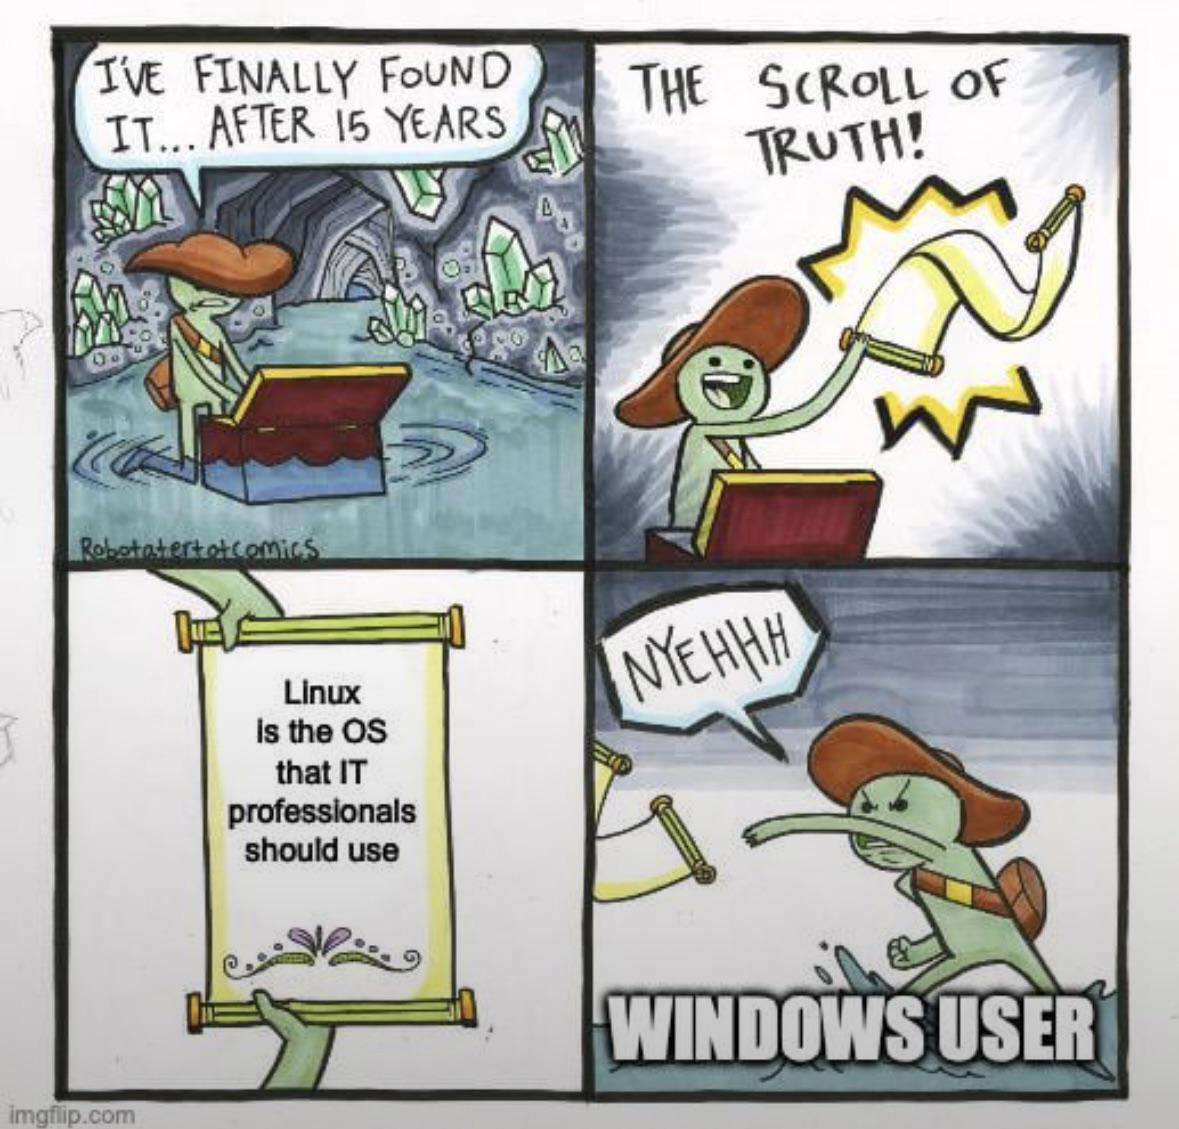 I'VE FINALLY FOUND
IT... AFTER 15 YEARS
THE SCROLL OF
TRUTH!
Robotatertotcomics
Linux
is the OS
that IT
professionals
should use
NYEHHH
WINDOWS USER
imgflip.com